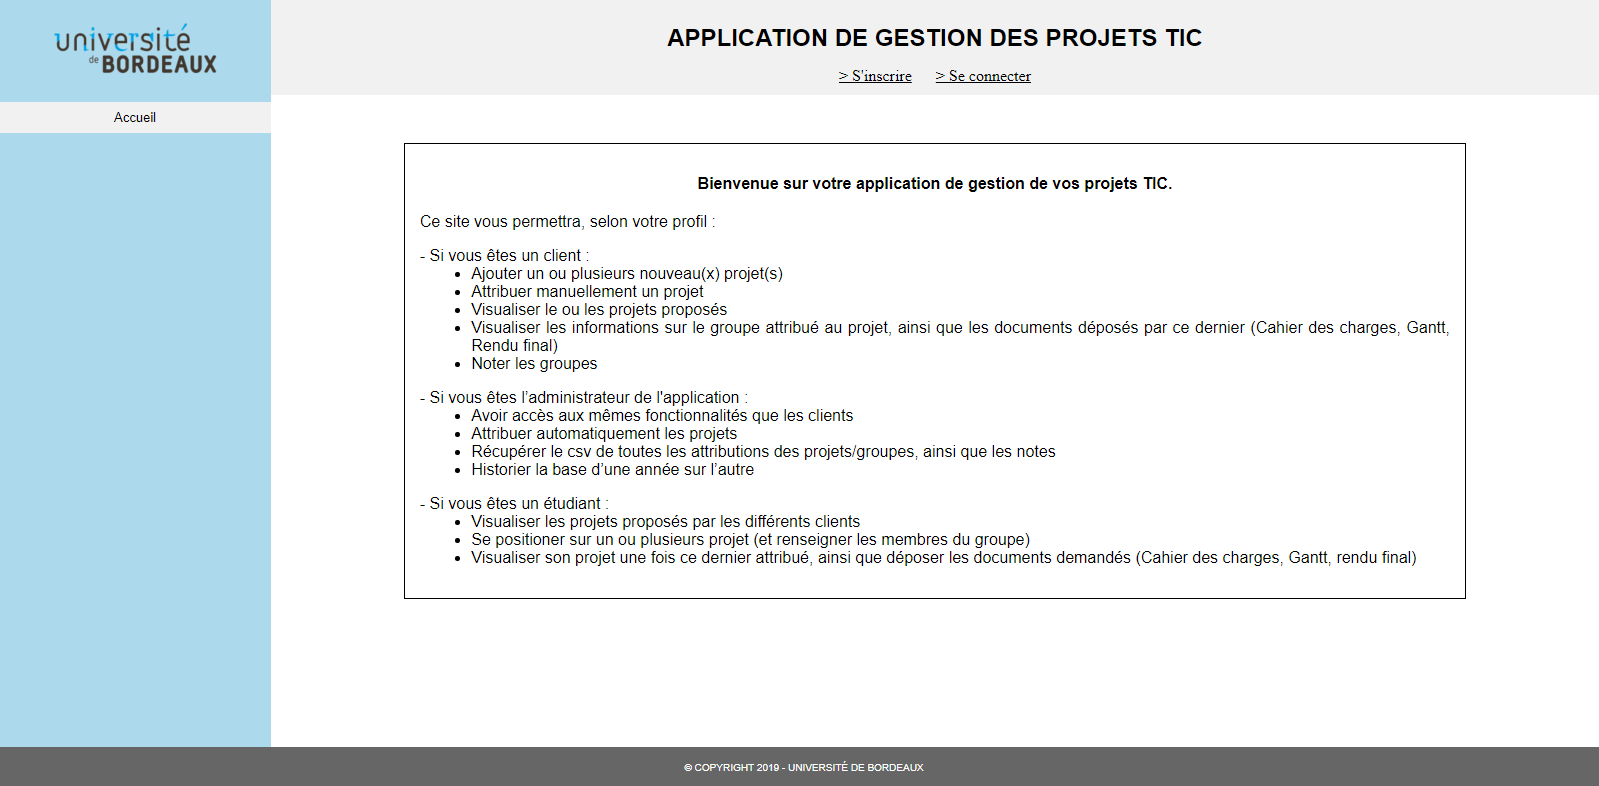 université
de BORDEAUX
APPLICATION DE GESTION DES PROJETS TIC
> S'inscrire > Se connecter
Accueil
Bienvenue sur votre application de gestion de vos projets TIC.
Ce site vous permettra, selon votre profil :
- Si vous êtes un client :
• Ajouter un ou plusieurs nouveau(x) projet(s)
• Attribuer manuellement un projet
• Visualiser le ou les projets proposés
• Visualiser les informations sur le groupe attribué au projet, ainsi que les documents déposés par ce dernier (Cahier des charges, Gantt,
Rendu final)
• Noter les groupes
- Si vous êtes l’administrateur de l'application :
• Avoir accès aux mêmes fonctionnalités que les clients
• Attribuer automatiquement les projets
• Récupérer le csv de toutes les attributions des projets/groupes, ainsi que les notes
• Historier la base d’une année sur l’autre
- Si vous êtes un étudiant :
• Visualiser les projets proposés par les différents clients
• Se positioner sur un ou plusieurs projet (et renseigner les membres du groupe)
• Visualiser son projet une fois ce dernier attribué, ainsi que déposer les documents demandés (Cahier des charges, Gantt, rendu final)
© COPYRIGHT 2019 - UNIVERSITÉ DE BORDEAUX